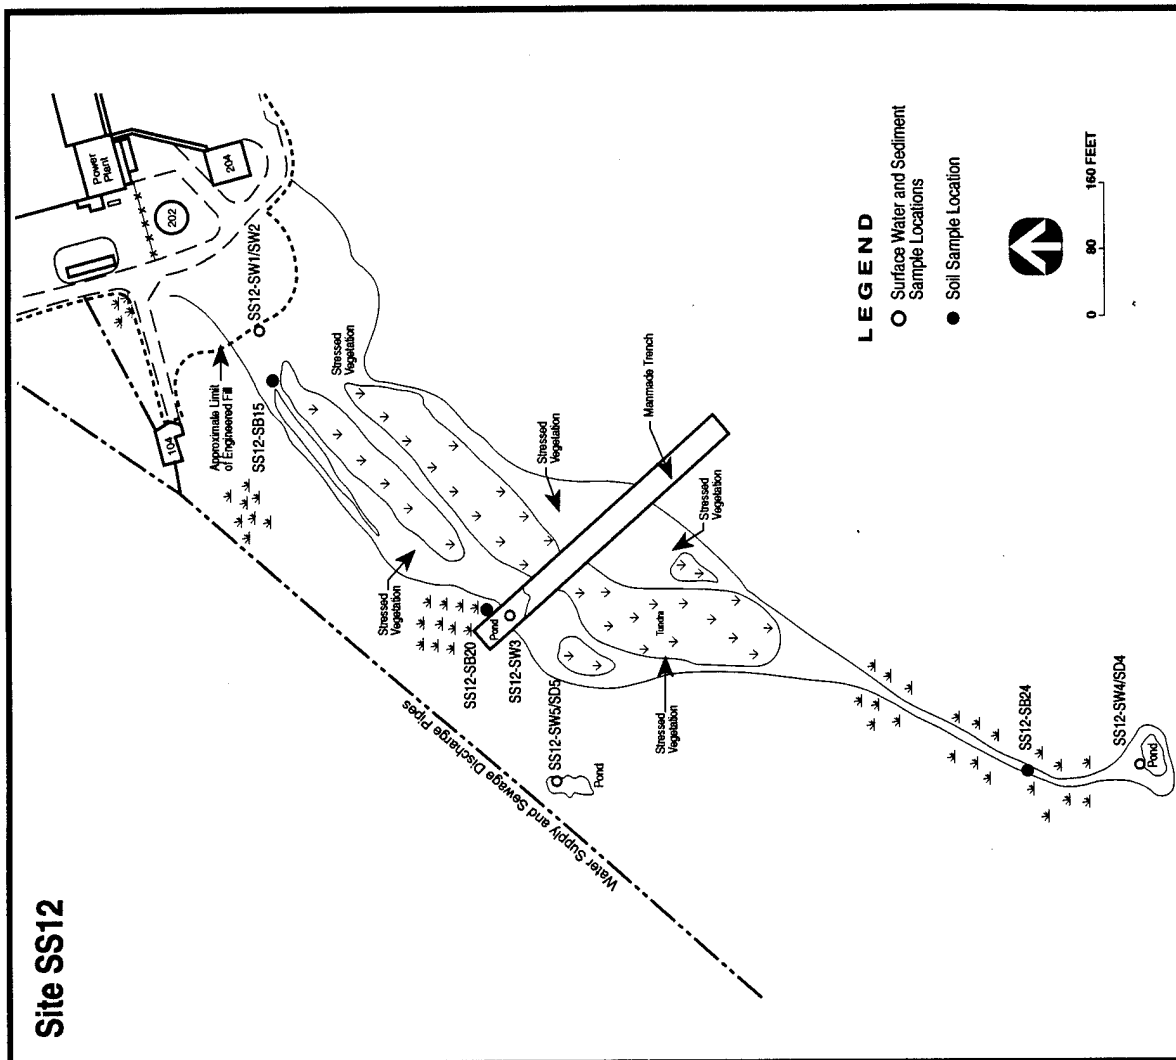 Site SS12
Power
Plant
204
202
104
SS12-SW1/SW2
Approximate Limit
of Engineered Fill
SS12-SB15
Stressed
Vegetation
Stressed
Vegetation
Stressed
Vegetation
Manmade Trench
Stressed
Vegetation
SS12-SB20
Pond
SS12-SW3
SS12-SW5/SD5
Pond
Stressed
Vegetation
Water Supply and Sewage Discharge Pipes
SS12-SB24
SS12-SW4/SD4
Pond
LEGEND
Surface Water and Sediment
Sample Locations
Soil Sample Location
0 80 160 FEET